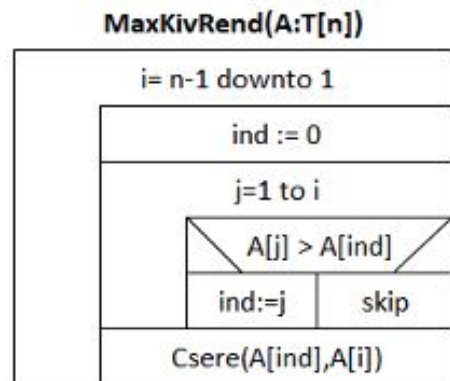 MaxKivRend(A:T[n])
i= n-1 downto 1
ind := 0
j=1 to i
A[j] > A[ind]
ind:=j
skip
Csere(A[ind],A[i])